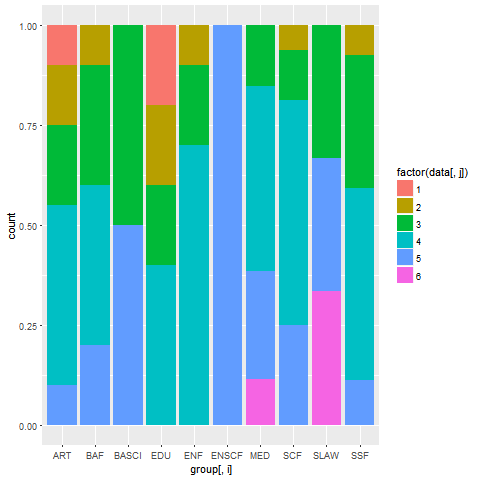 1.00
0.75
0.50
0.25
0.00
count
ART BAF BASCI EDU ENF ENSCF MED SCF SLAW SSF
group[, i]
factor(data[, j])
1
2
3
4
5
6